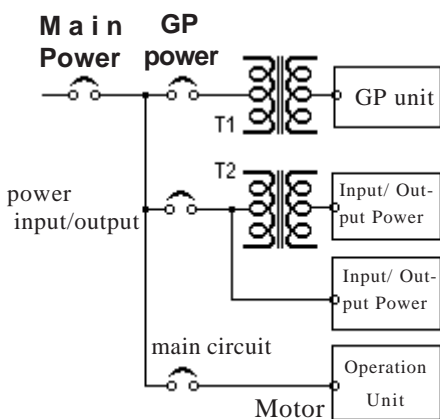 Main
Power
GP
power
T1
GP unit
T2
power
input/output
Input/ Out-
put Power
Input/ Out-
put Power
main circuit
Motor
Operation
Unit